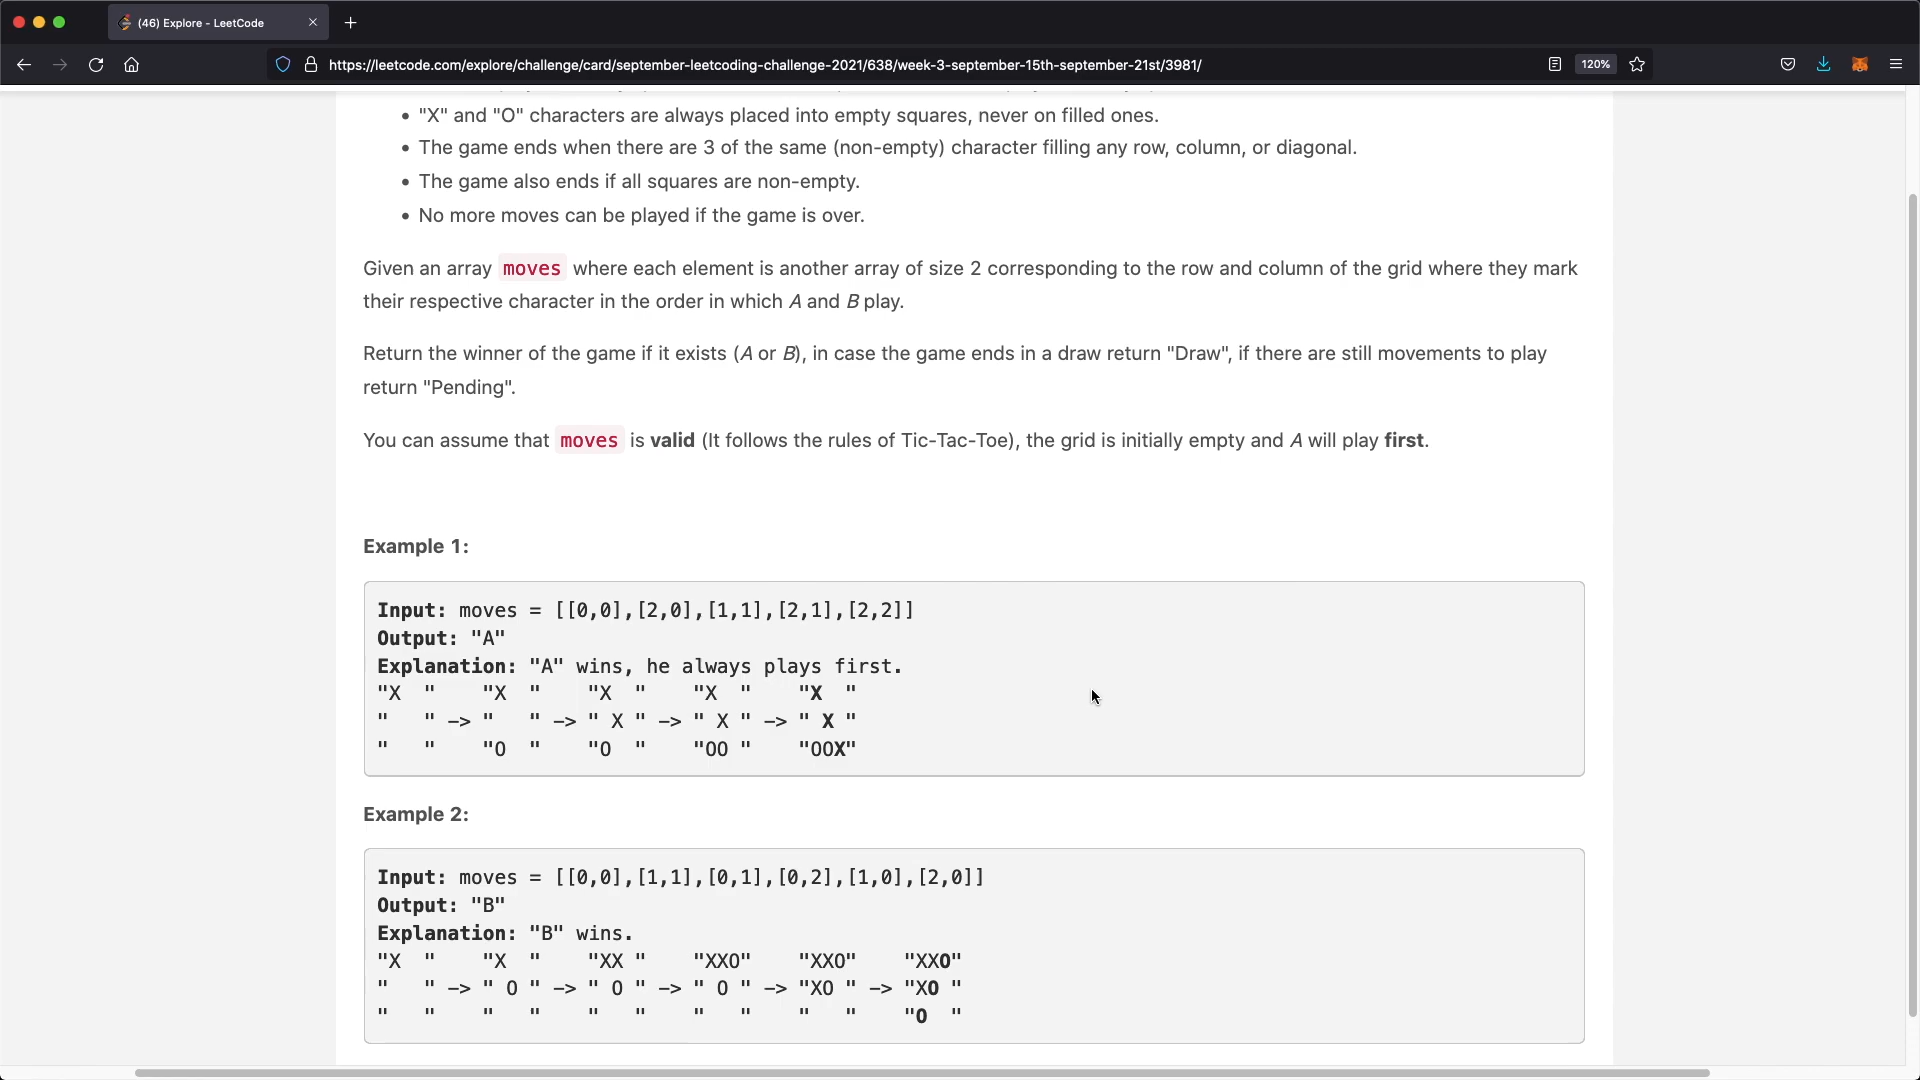 (46) Explore - LeetCode
https://leetcode.com/explore/challenge/card/september-leetcoding-challenge-2021/638/week-3-september-15th-september-21st/3981/
120%
• "X" and "O" characters are always placed into empty squares, never on filled ones.
• The game ends when there are 3 of the same (non-empty) character filling any row, column, or diagonal.
• The game also ends if all squares are non-empty.
• No more moves can be played if the game is over.
Given an array moves where each element is another array of size 2 corresponding to the row and column of the grid where they mark
their respective character in the order in which A and B play.
Return the winner of the game if it exists (A or B), in case the game ends in a draw return "Draw", if there are still movements to play
return "Pending".
You can assume that moves is valid (It follows the rules of Tic-Tac-Toe), the grid is initially empty and A will play first.
Example 1:
Input: moves = [[0,0],[2,0],[1,1],[2,1],[2,2]]
Output: "A"
Explanation: "A" wins, he always plays first.
"X  "    "X  "    "X  "    "X  "    "X  "
"   " -> "   " -> " X " -> " X " -> " X "
"   "    "O  "    "O  "    "OO "    "OOX"
Example 2:
Input: moves = [[0,0],[1,1],[0,1],[0,2],[1,0],[2,0]]
Output: "B"
Explanation: "B" wins.
"X  "    "X  "    "XX "    "XXO"    "XXO"    "XXO"
"   " -> " O " -> " O " -> " O " -> "XO " -> "XO "
"   "    "   "    "   "    "   "    "   "    "O  "